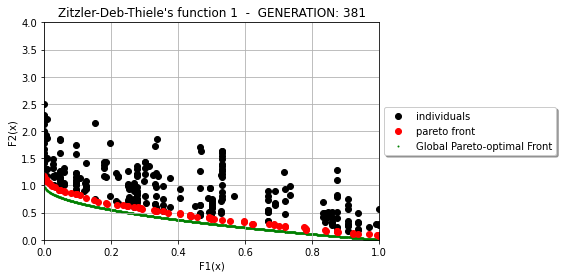 Zitzler-Deb-Thiele's function 1 - GENERATION: 381
4.0
3.5
3.0
2.5
2.0
1.5
1.0
0.5
0.0
F2(x)
0.0 0.2 0.4 0.6 0.8 1.0
F1(x)
individuals
pareto front
Global Pareto-optimal Front